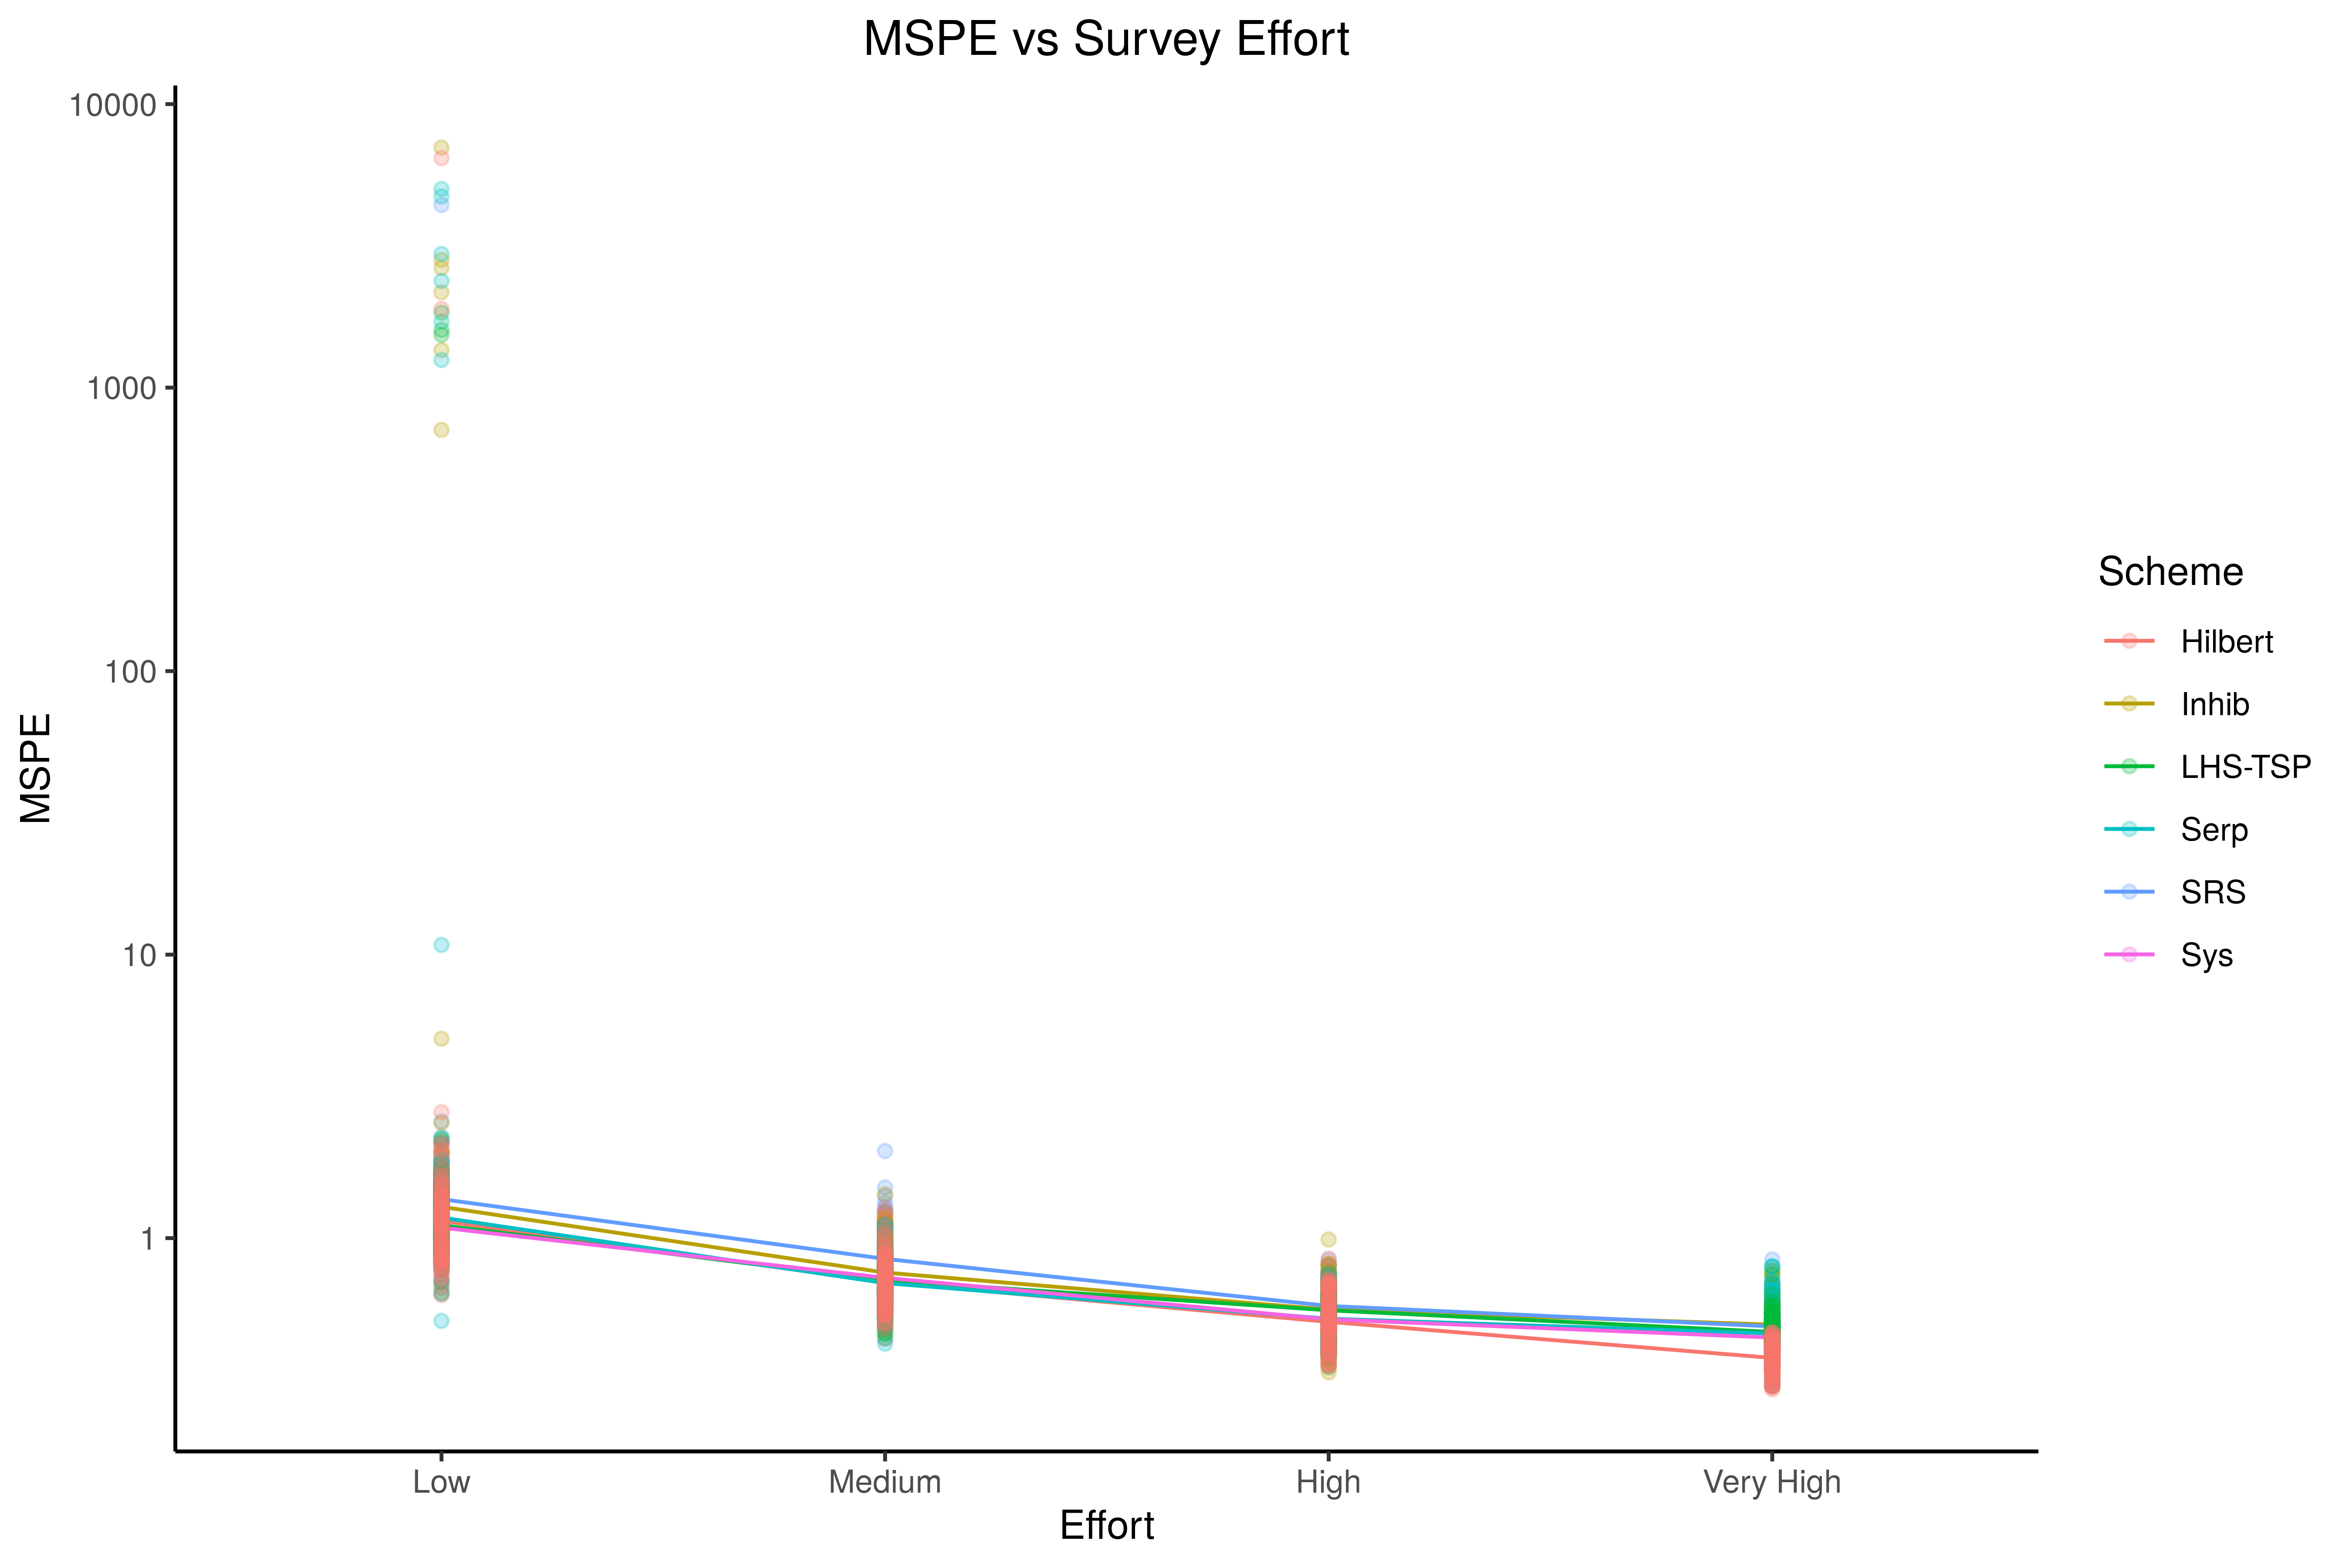 MSPE vs Survey Effort
10000
1000
100
10
1
MSPE
Low Medium High Very High
Effort
Scheme
Hilbert
Inhib
LHS-TSP
Serp
SRS
Sys